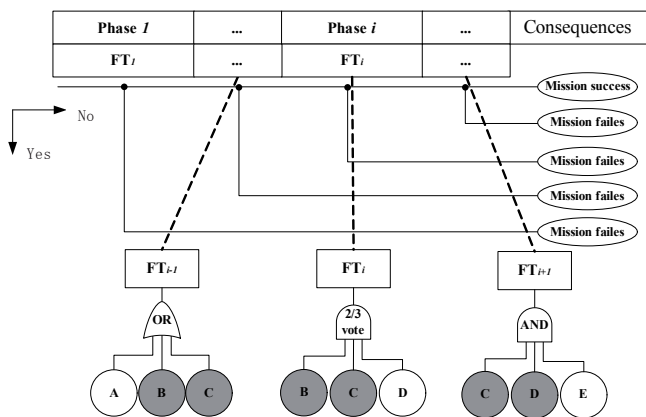 Phase 1 ... Phase i ... Consequences
FT1 ... FTi ...
Mission success
No
Mission failes
Yes
Mission failes
Mission failes
Mission failes
FTi-1 FTi FTi+1
OR 2/3 vote AND
A B C B C D C D E